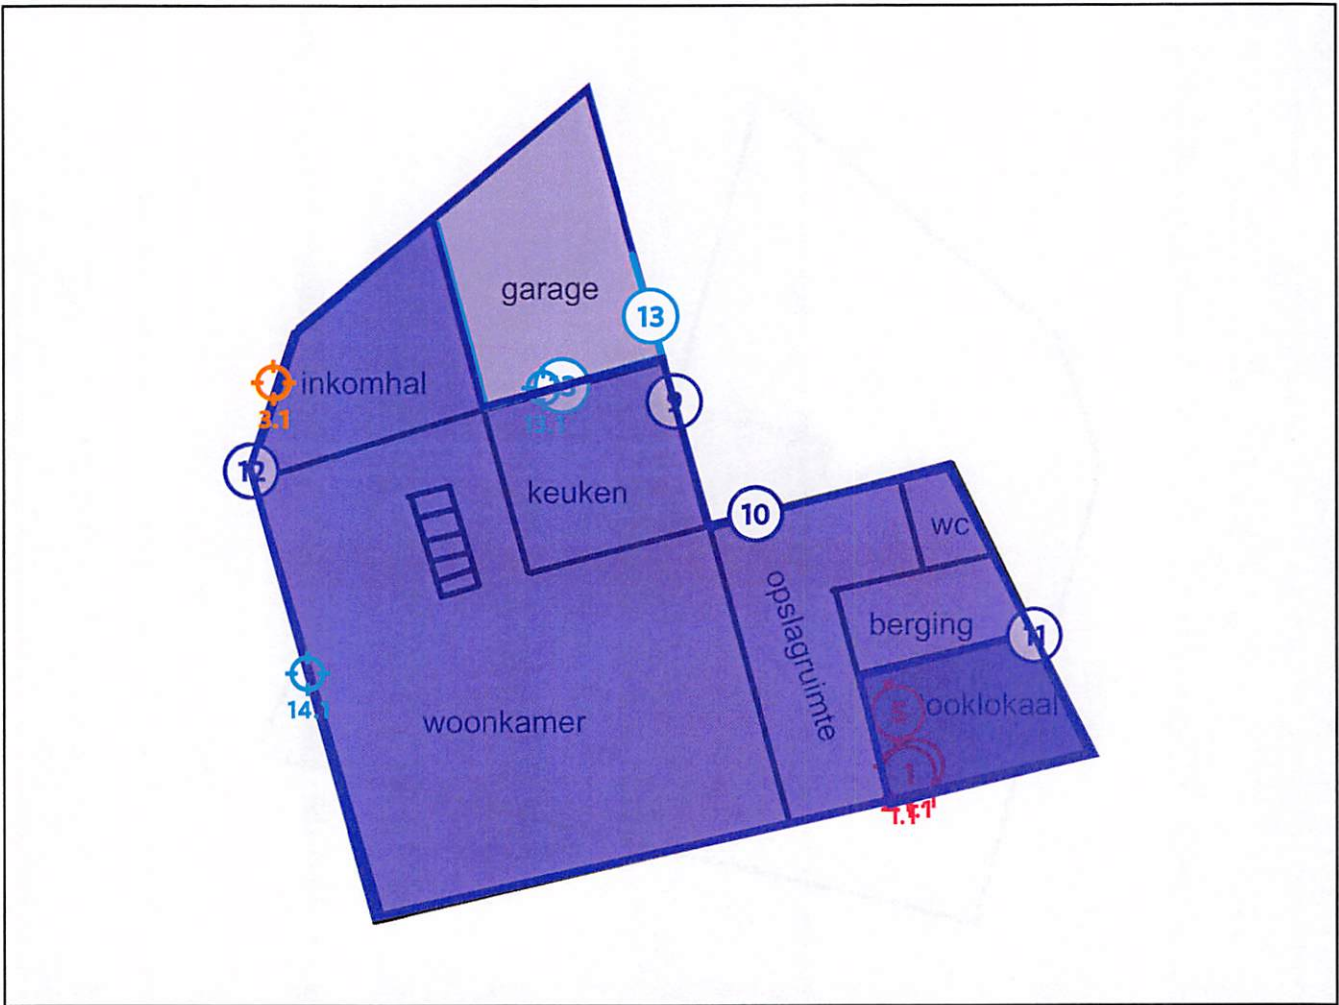 garage
13
inkomhal
3.1
13
13.1
9
12
keuken
10
wc
opslagruimte
berging
11
14.1
woonkamer
ooklokaal
1